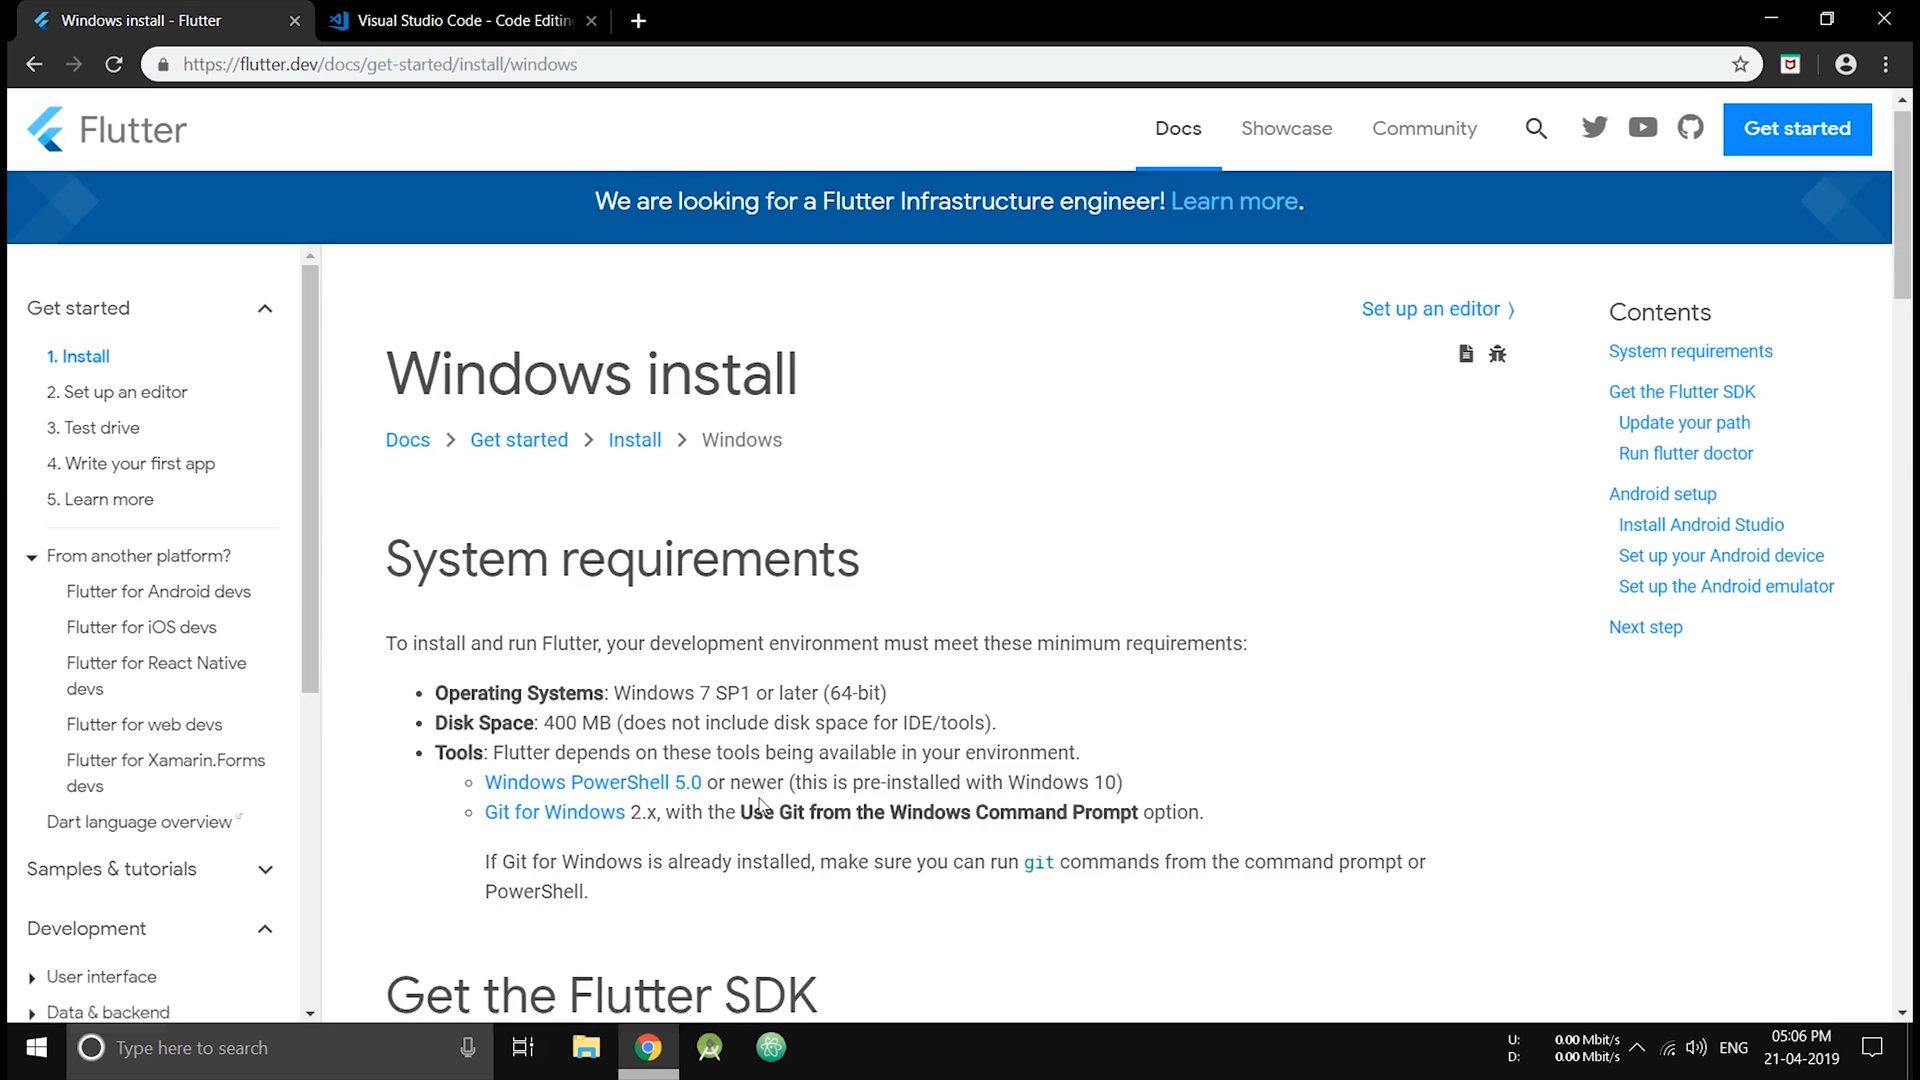 Windows install - Flutter
Visual Studio Code - Code Editin
https://flutter.dev/docs/get-started/install/windows
Flutter
Docs
Showcase
Community
Get started
We are looking for a Flutter Infrastructure engineer! Learn more.
Get started
1. Install
2. Set up an editor
3. Test drive
4. Write your first app
5. Learn more
From another platform?
Flutter for Android devs
Flutter for iOS devs
Flutter for React Native
devs
Flutter for web devs
Flutter for Xamarin.Forms
devs
Dart language overview
Samples & tutorials
Development
User interface
Data & backend
Set up an editor
Windows install
Docs > Get started > Install > Windows
System requirements
To install and run Flutter, your development environment must meet these minimum requirements:
• Operating Systems: Windows 7 SP1 or later (64-bit)
• Disk Space: 400 MB (does not include disk space for IDE/tools).
• Tools: Flutter depends on these tools being available in your environment.
Windows PowerShell 5.0 or newer (this is pre-installed with Windows 10)
Git for Windows 2.x, with the Use Git from the Windows Command Prompt option.
If Git for Windows is already installed, make sure you can run git commands from the command prompt or
PowerShell.
Get the Flutter SDK
Contents
System requirements
Get the Flutter SDK
Update your path
Run flutter doctor
Android setup
Install Android Studio
Set up your Android device
Set up the Android emulator
Next step
Type here to search
U: 0.00 Mbit/s
D: 0.00 Mbit/s
ENG
05:06 PM
21-04-2019